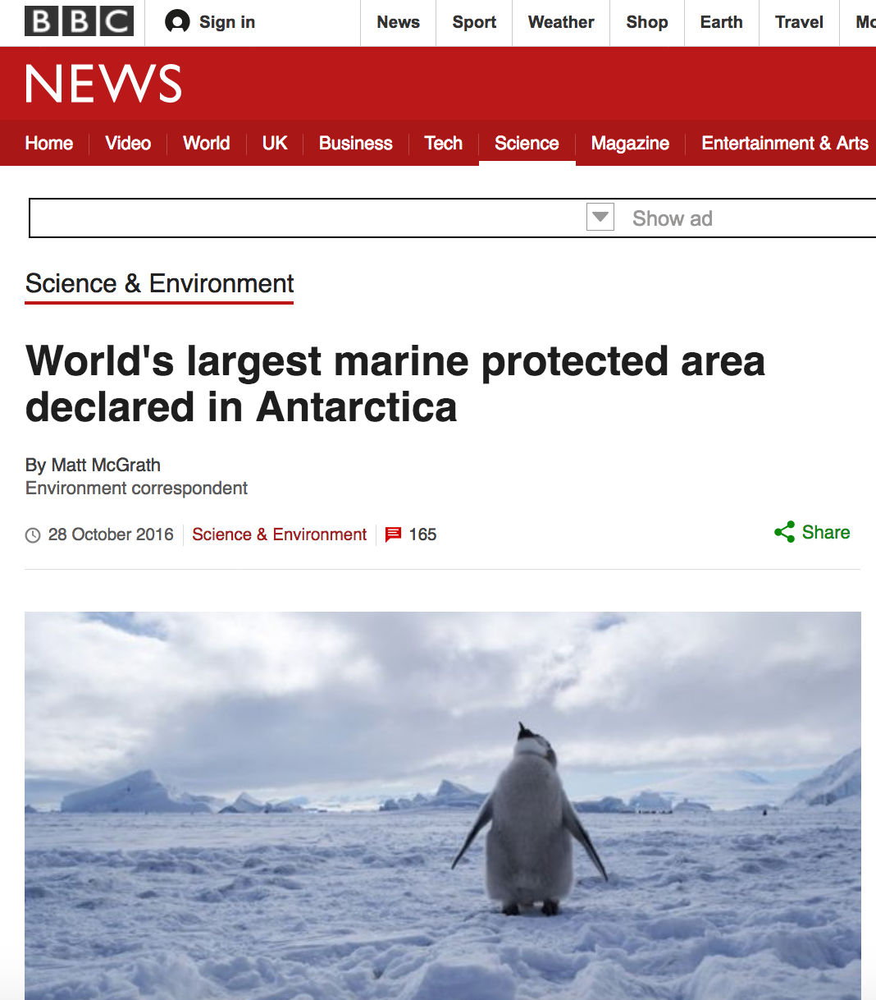 BBC Sign in News Sport Weather Shop Earth Travel
NEWS
Home Video World UK Business Tech Science Magazine Entertainment & Arts
Show ad
Science & Environment
World's largest marine protected area
declared in Antarctica
By Matt McGrath
Environment correspondent
28 October 2016 Science & Environment 165 Share